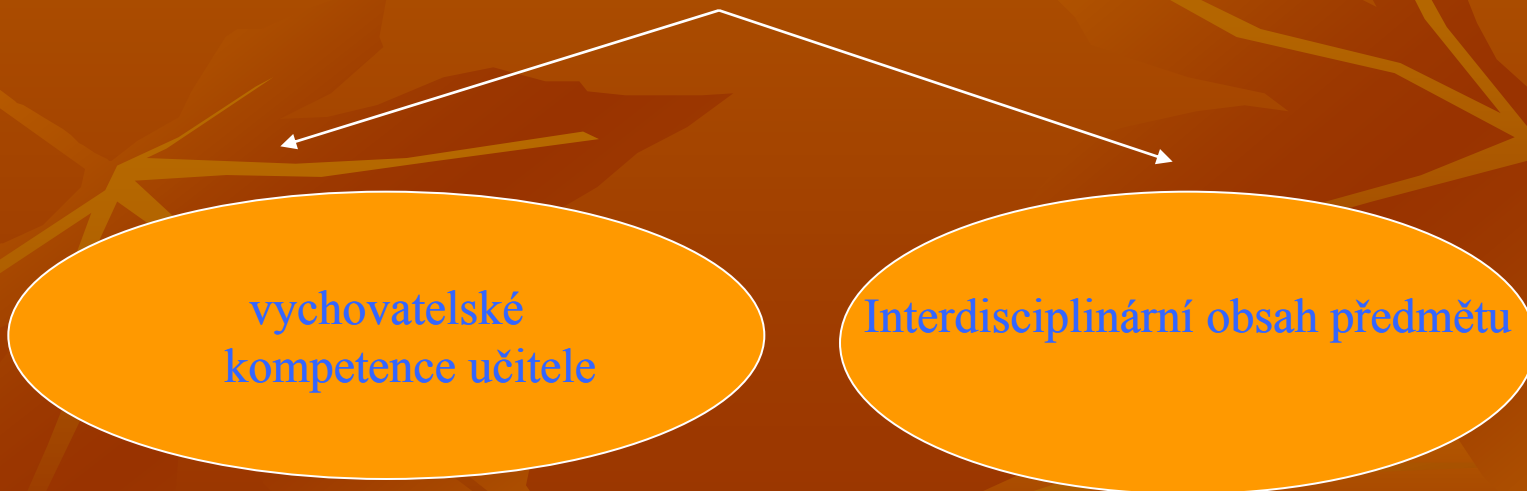 vychovatelské
kompetence učitele
Interdisciplinární obsah předmětu